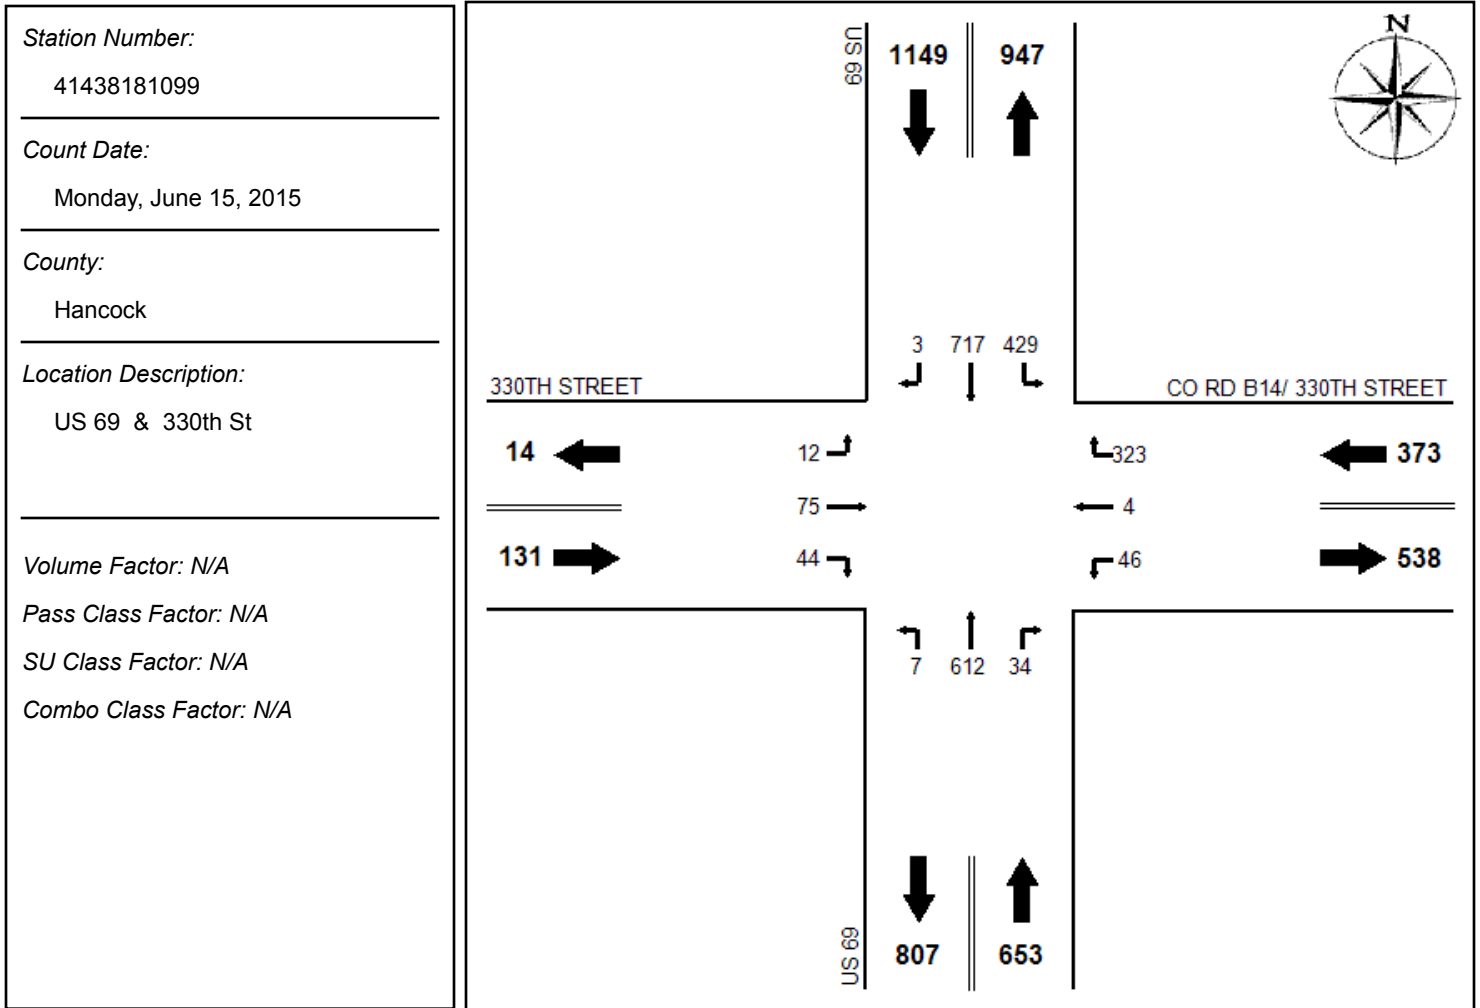 Station Number:
41438181099
Count Date:
Monday, June 15, 2015
County:
Hancock
Location Description:
US 69 & 330th St
Volume Factor: N/A
Pass Class Factor: N/A
SU Class Factor: N/A
Combo Class Factor: N/A
N
US 69
1149 947
3 717 429
330TH STREET
CO RD B14/ 330TH STREET
14 12 323 373
75 4
131 44 46 538
7 612 34
US 69
807 653